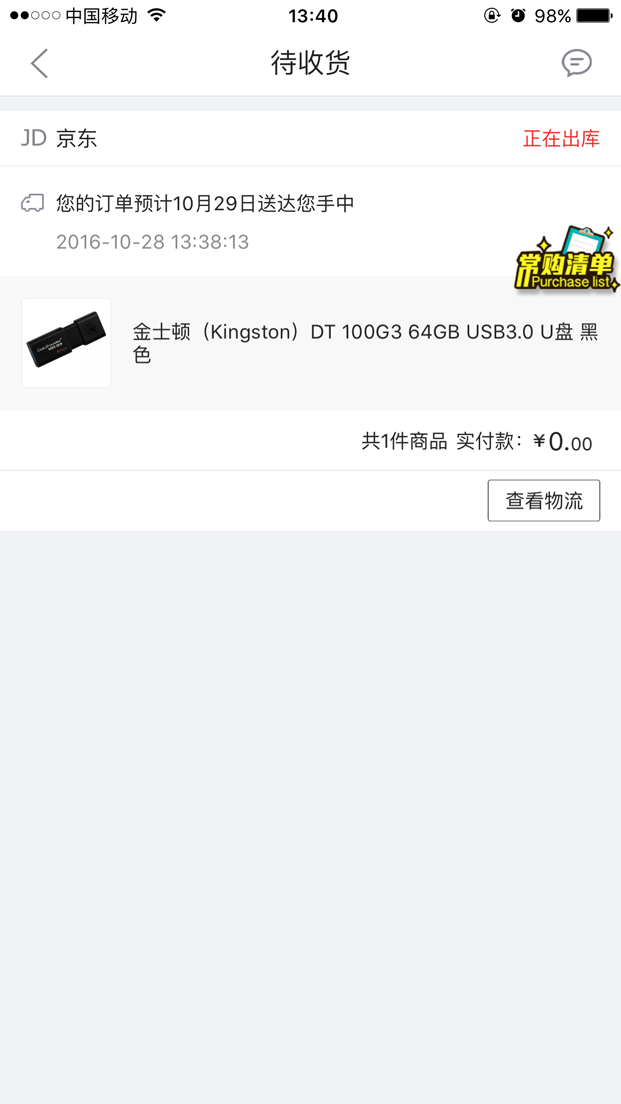 中国移动 13:40 98%
待收货
JD 京东 正在出库
您的订单预计10月29日送达您手中
2016-10-28 13:38:13
常购清单
Purchase list
金士顿（Kingston）DT 100G3 64GB USB3.0 U盘 黑
色
共1件商品 实付款：¥0.00
查看物流